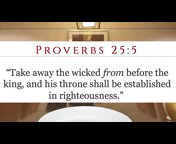 PROVERBS 25:5
“Take away the wicked from before the
king, and his throne shall be established
in righteousness.”